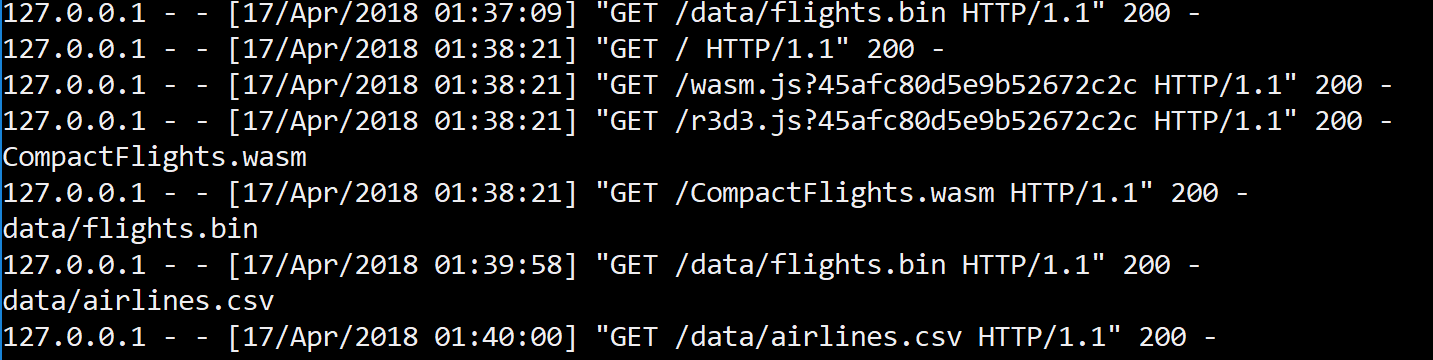 127.0.0.1 - - [17/Apr/2018 01:37:09] "GET /data/flights.bin HTTP/1.1" 200 -
127.0.0.1 - - [17/Apr/2018 01:38:21] "GET / HTTP/1.1" 200 -
127.0.0.1 - - [17/Apr/2018 01:38:21] "GET /wasm.js?45afc80d5e9b52672c2c HTTP/1.1" 200 -
127.0.0.1 - - [17/Apr/2018 01:38:21] "GET /r3d3.js?45afc80d5e9b52672c2c HTTP/1.1" 200 -
CompactFlights.wasm
127.0.0.1 - - [17/Apr/2018 01:38:21] "GET /CompactFlights.wasm HTTP/1.1" 200 -
data/flights.bin
127.0.0.1 - - [17/Apr/2018 01:39:58] "GET /data/flights.bin HTTP/1.1" 200 -
data/airlines.csv
127.0.0.1 - - [17/Apr/2018 01:40:00] "GET /data/airlines.csv HTTP/1.1" 200 -